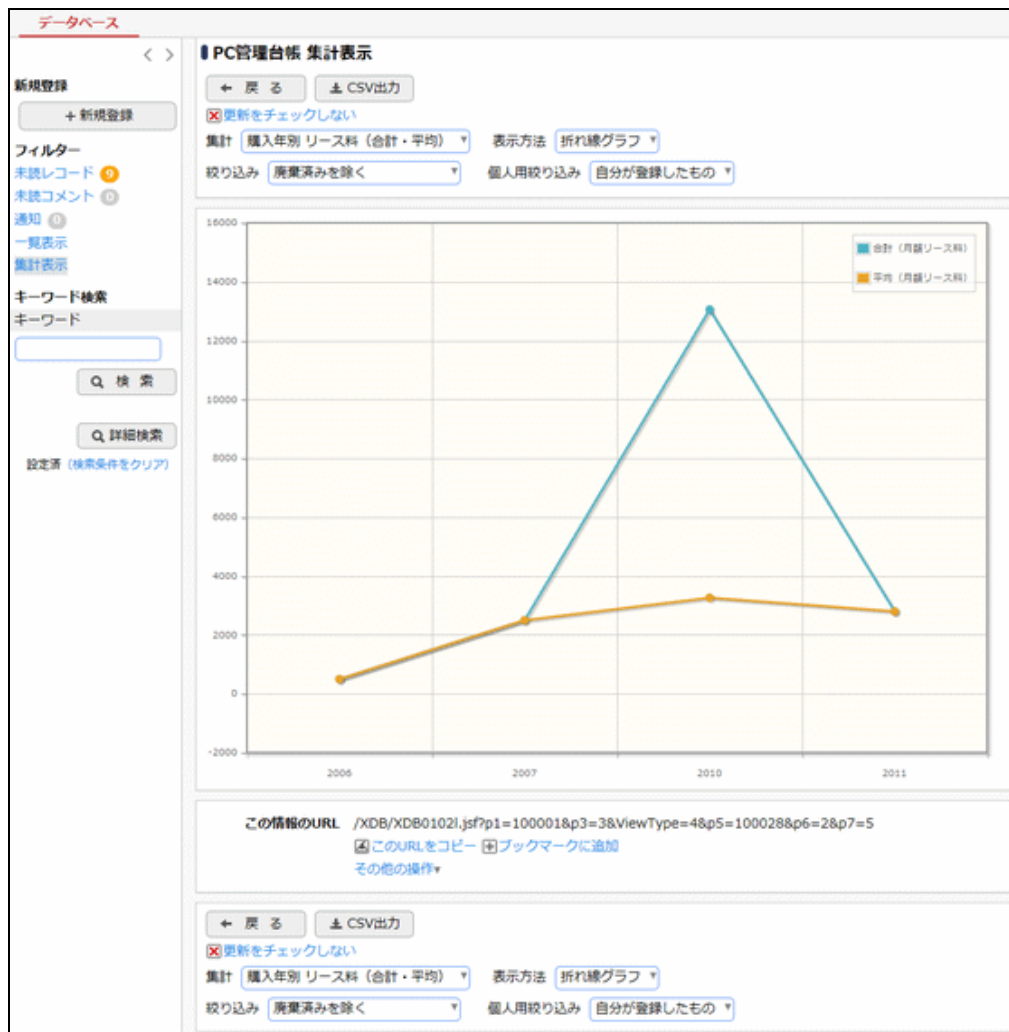 データベース
新規登録
+ 新規登録
フィルター
未読レコード 9
未読コメント 0
通知 0
一覧表示
集計表示
キーワード検索
キーワード
検 索
詳細検索
設定済 (検索条件をクリア)
PC管理台帳 集計表示
戻 る CSV出力
更新をチェックしない
集計 購入年別 リース料（合計・平均） 表示方法 折れ線グラフ
絞り込み 廃棄済みを除く 個人用絞り込み 自分が登録したもの
合計（月額リース料）
平均（月額リース料）
16000
14000
12000
10000
8000
6000
4000
2000
0
-2000
2006 2007 2010 2011
この情報のURL /XDB/XDB0102l.jsf?p1=100001&p3=3&ViewType=4&p5=100028&p6=2&p7=5
このURLをコピー ブックマークに追加
その他の操作▾
戻 る CSV出力
更新をチェックしない
集計 購入年別 リース料（合計・平均） 表示方法 折れ線グラフ
絞り込み 廃棄済みを除く 個人用絞り込み 自分が登録したもの